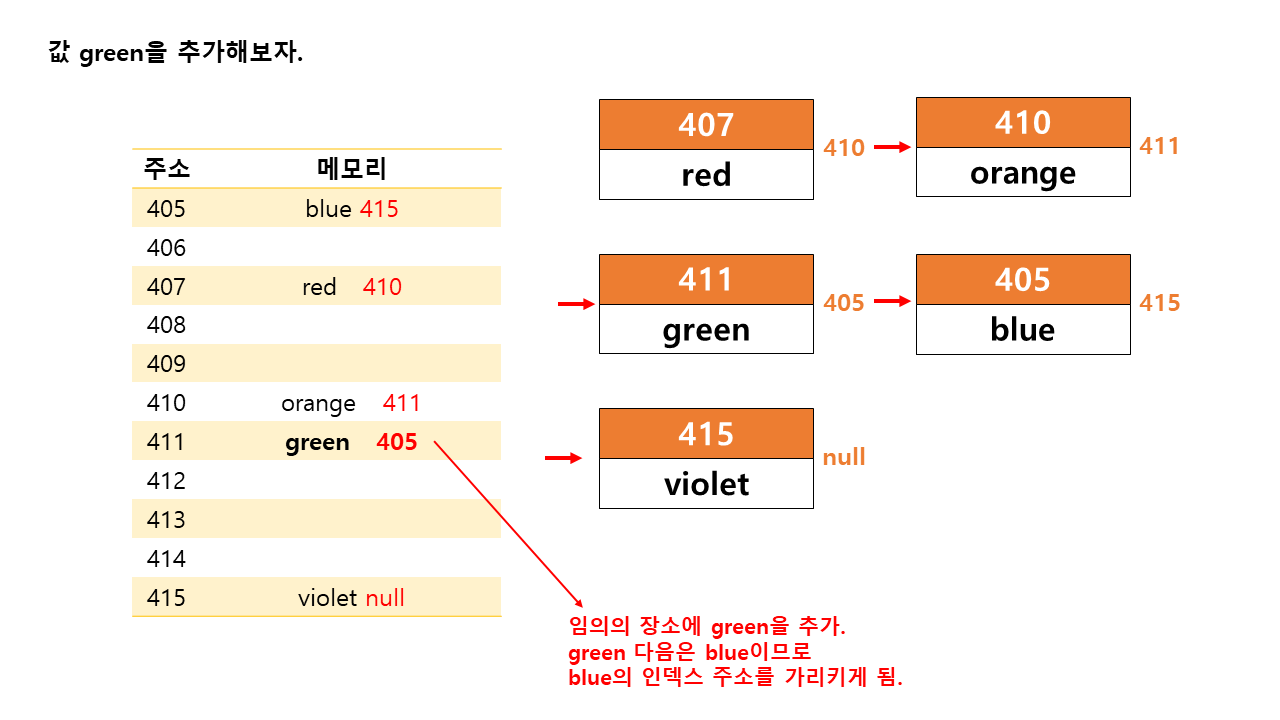 값 green을 추가해보자.
주소 메모리
405 blue 415
406
407 red 410
408
409
410 orange 411
411 green 405
412
413
414
415 violet null
407
red
410
410
orange
411
411
green
405
405
blue
415
415
violet
null
임의의 장소에 green을 추가.
green 다음은 blue이므로
blue의 인덱스 주소를 가리키게 됨.